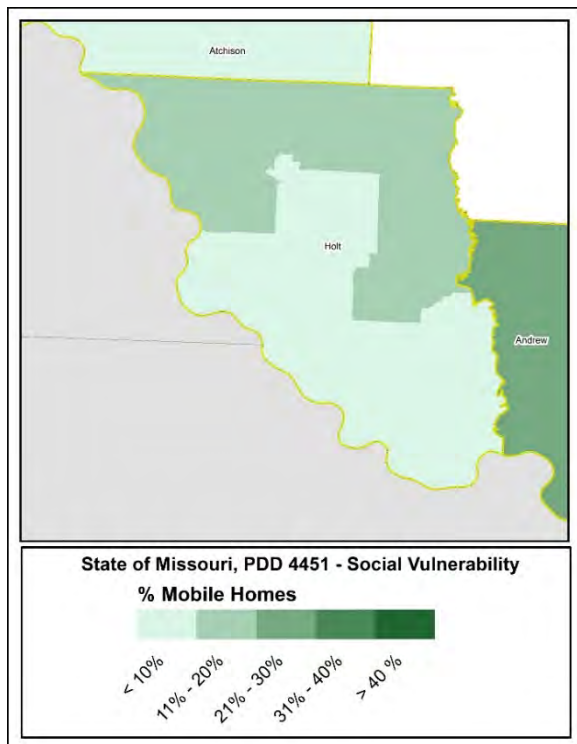 Atchison
Holt
Andrew
State of Missouri, PDD 4451 - Social Vulnerability
% Mobile Homes
< 10%
11% - 20%
21% - 30%
31% - 40%
> 40 %